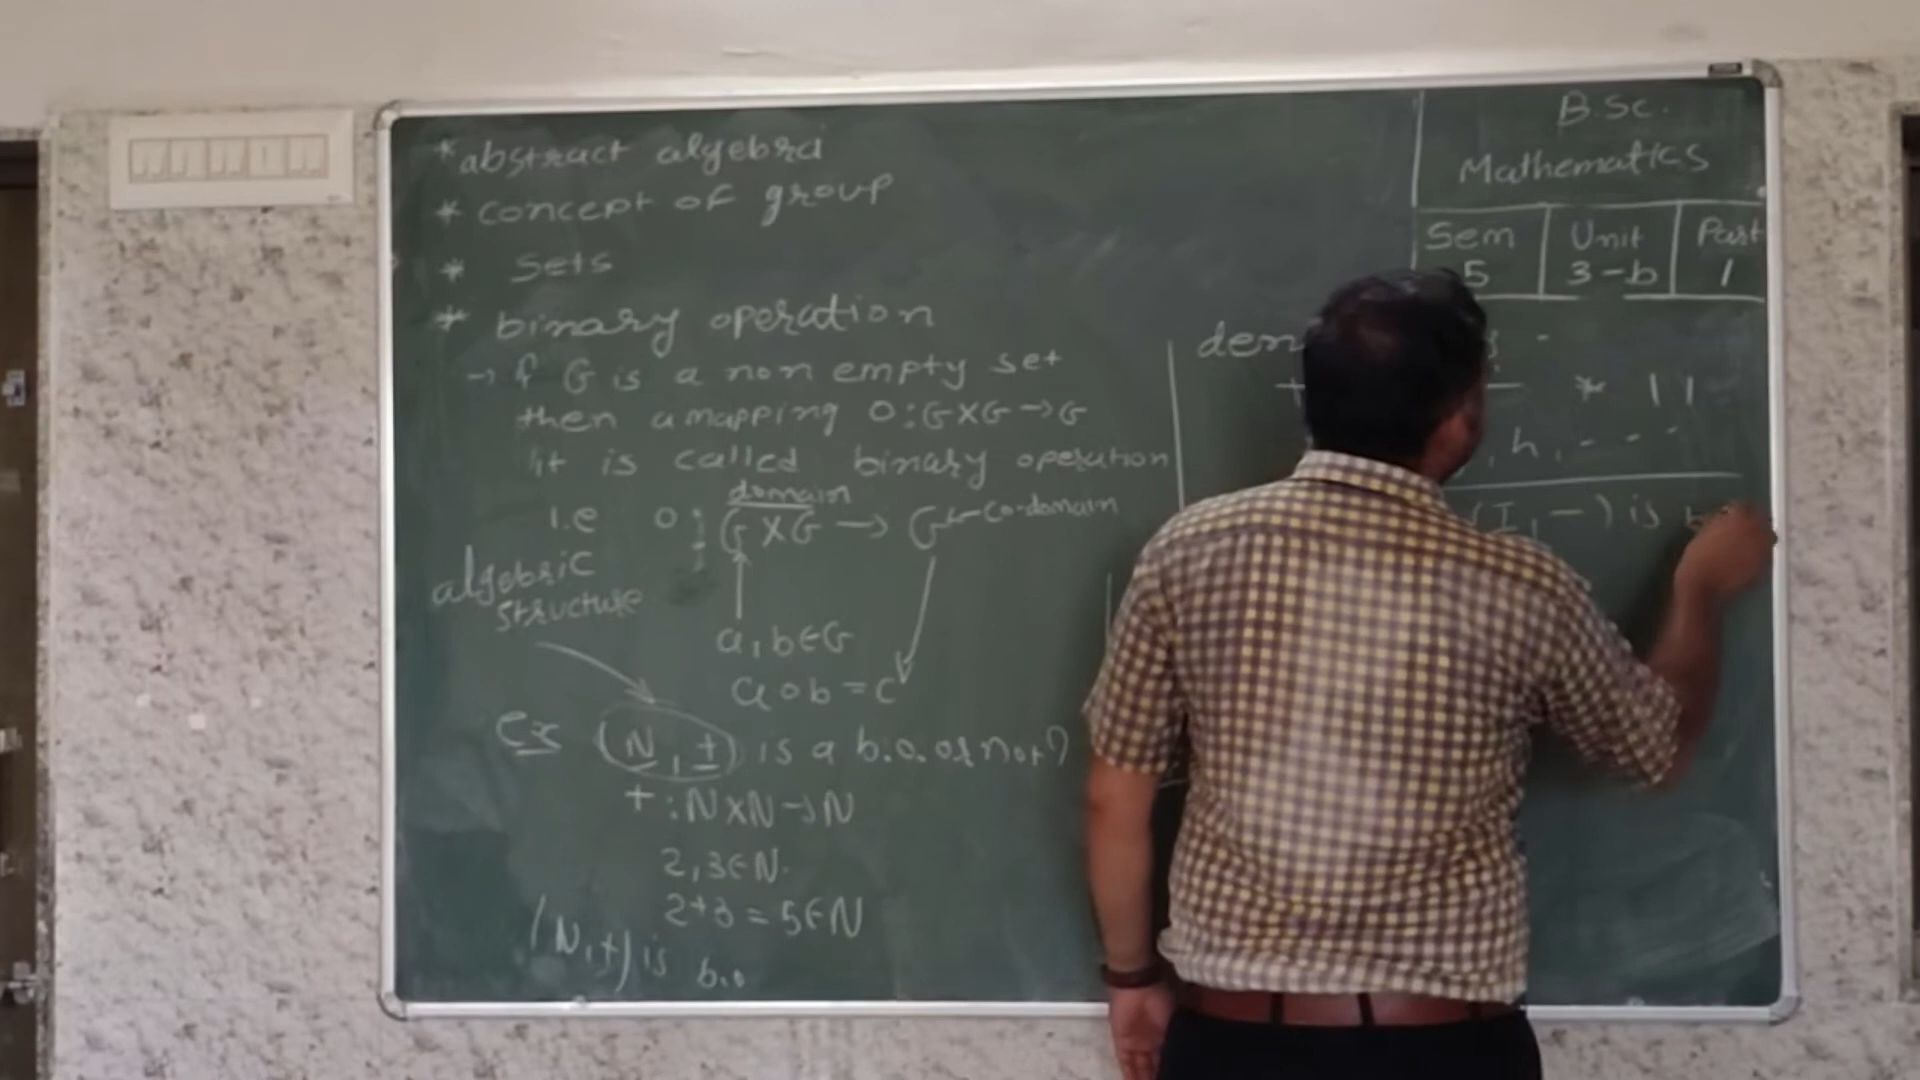 * abstract algebra
* concept of group
* Sets
* binary operation
→ if G is a non empty set
then a mapping O:G×G→G
it is called binary operation
domain
i.e O : G×G → G ← co-domain
algebric
structure
a,b∈G
a o b = c
Ex (N,+) is a b.o. or not?
+ : N×N→N
2,3∈N.
2+3 = 5∈N
(N,+) is b.o
B.Sc.
Mathematics
Sem Unit Part
5 3-b 1
* 11
, h, - - -
(I, -) is